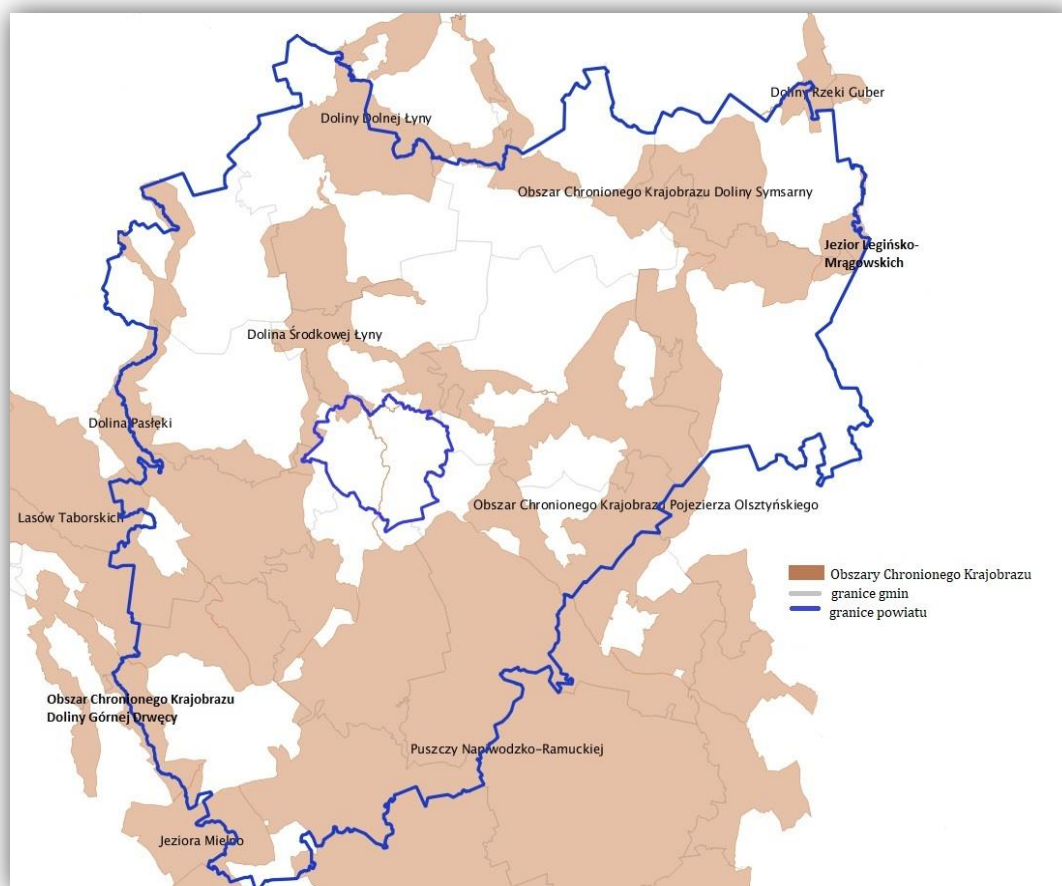 Doliny Rzeki Guber
Doliny Dolnej Łyny
Obszar Chronionego Krajobrazu Doliny Symsarny
Jezior Legińsko-
Mrągowskich
Dolina Środkowej Łyny
Dolina Pasłęki
Obszar Chronionego Krajobrazu Pojezierza Olsztyńskiego
Lasów Taborskich
Obszary Chronionego Krajobrazu
granice gmin
granice powiatu
Obszar Chronionego Krajobrazu
Doliny Górnej Drwęcy
Puszczy Napiwodzko-Ramuckiej
Jeziora Mielno